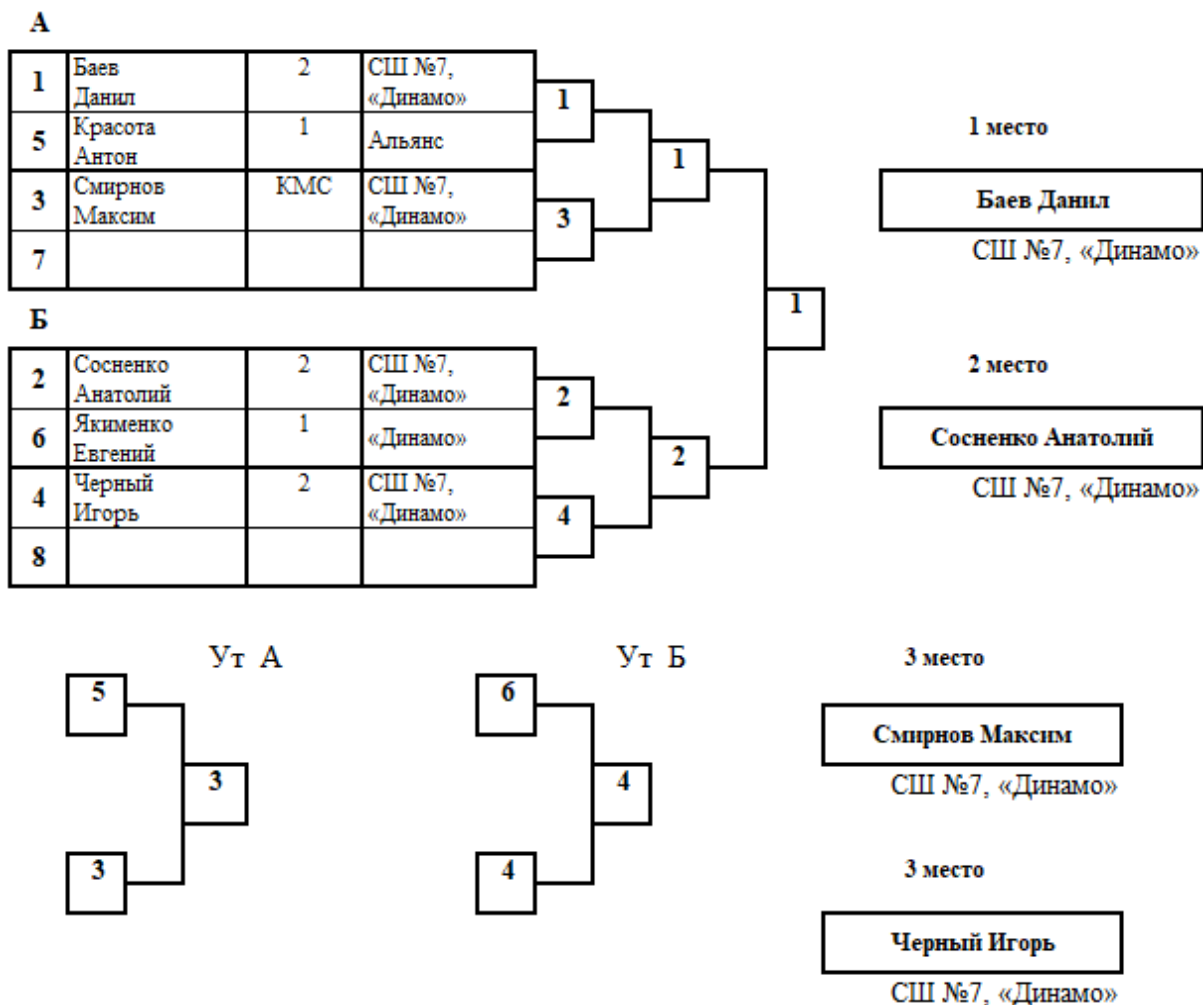 А
1 Баев Данил 2 СШ №7, «Динамо»
5 Красота Антон 1 Альянс
3 Смирнов Максим КМС СШ №7, «Динамо»
7
1
3
1
1
1 место
Баев Данил
СШ №7, «Динамо»
Б
2 Сосненко Анатолий 2 СШ №7, «Динамо»
6 Якименко Евгений 1 «Динамо»
4 Черный Игорь 2 СШ №7, «Динамо»
8
2
4
2
2 место
Сосненко Анатолий
СШ №7, «Динамо»
Ут А
5
3
3
Ут Б
6
4
4
3 место
Смирнов Максим
СШ №7, «Динамо»
3 место
Черный Игорь
СШ №7, «Динамо»